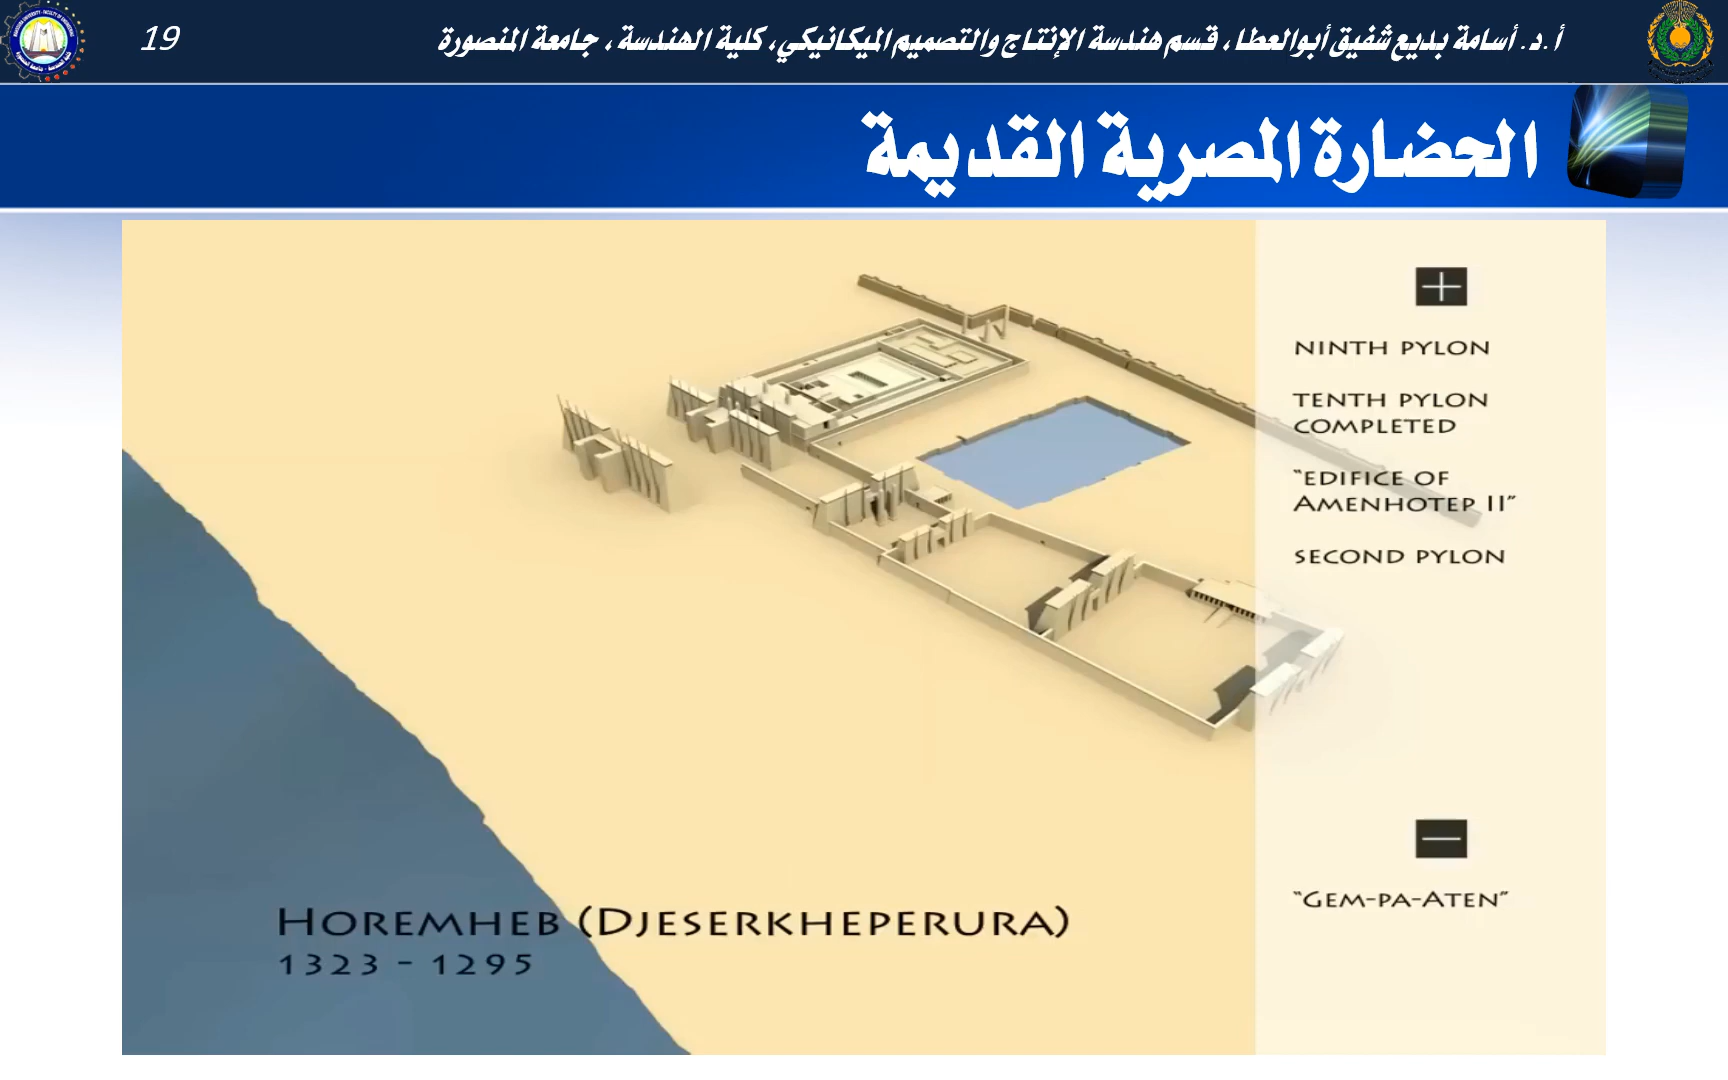 أ.د. أسامة بديع شفيق أبوالعطا ، قسم هندسة الإنتاج والتصميم الميكانيكي، كلية الهندسة ، جامعة المنصورة
19
الحضارة المصرية القديمة
NINTH PYLON
TENTH PYLON
COMPLETED
“EDIFICE OF
AMENHOTEP II”
SECOND PYLON
“GEM-PA-ATEN”
HOREMHEB (DJESERKHEPERURA)
1323 - 1295